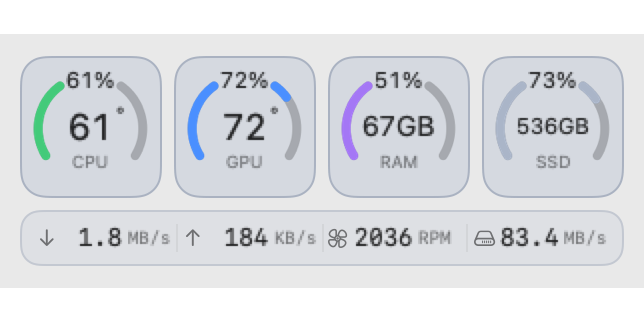 61% 72% 51% 73%
61° 72° 67GB 536GB
CPU GPU RAM SSD
1.8 MB/s 184 KB/s 2036 RPM 83.4 MB/s